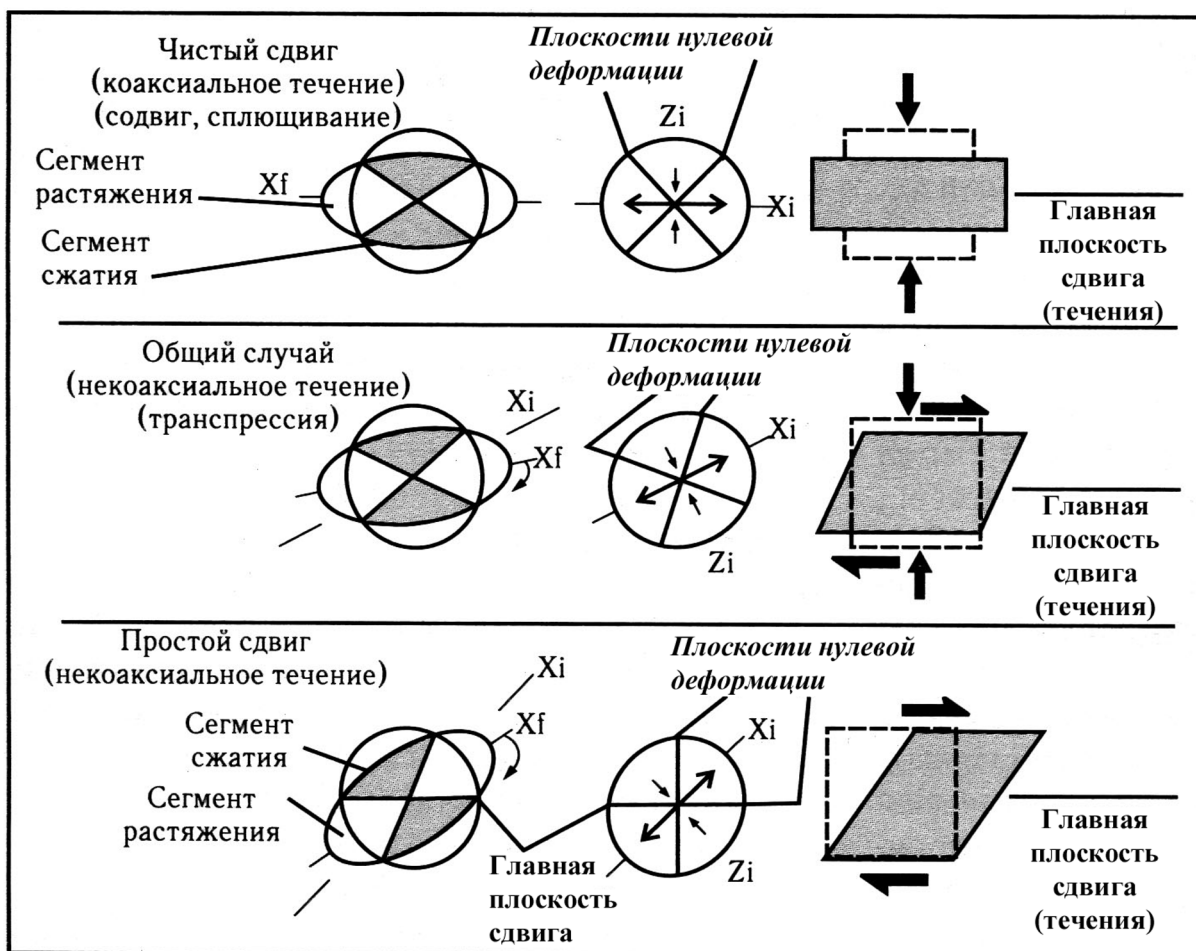 Чистый сдвиг
(коаксиальное течение)
(содвиг, сплющивание)
Сегмент
растяжения
Xf
Сегмент
сжатия
Плоскости нулевой
деформации
Zi
Xi
Главная
плоскость
сдвига
(течения)
Общий случай
(некоаксиальное течение)
(транспрессия)
Xi
Xf
Плоскости нулевой
деформации
Xi
Zi
Главная
плоскость
сдвига
(течения)
Простой сдвиг
(некоаксиальное течение)
Xi
Xf
Сегмент
сжатия
Сегмент
растяжения
Главная
плоскость
сдвига
Плоскости нулевой
деформации
Xi
Zi
Главная
плоскость
сдвига
(течения)